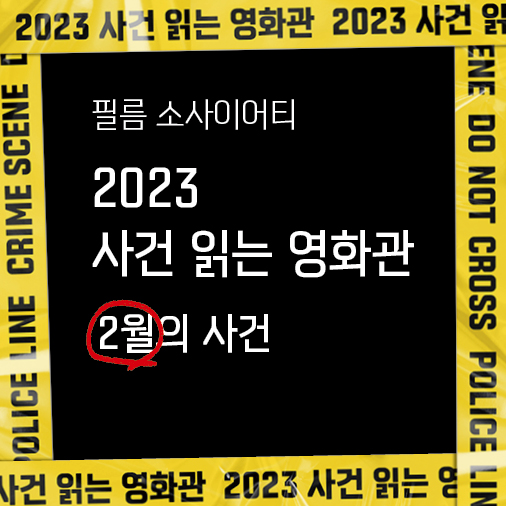 2023 사건 읽는 영화관 2023 사건 읽
필름 소사이어티
2023
사건 읽는 영화관
2월의 사건
POLICE LINE CRIME SCENE D
ENE DO NOT CROSS POLICE LIN
사건 읽는 영화관 2023 사건 읽는 영